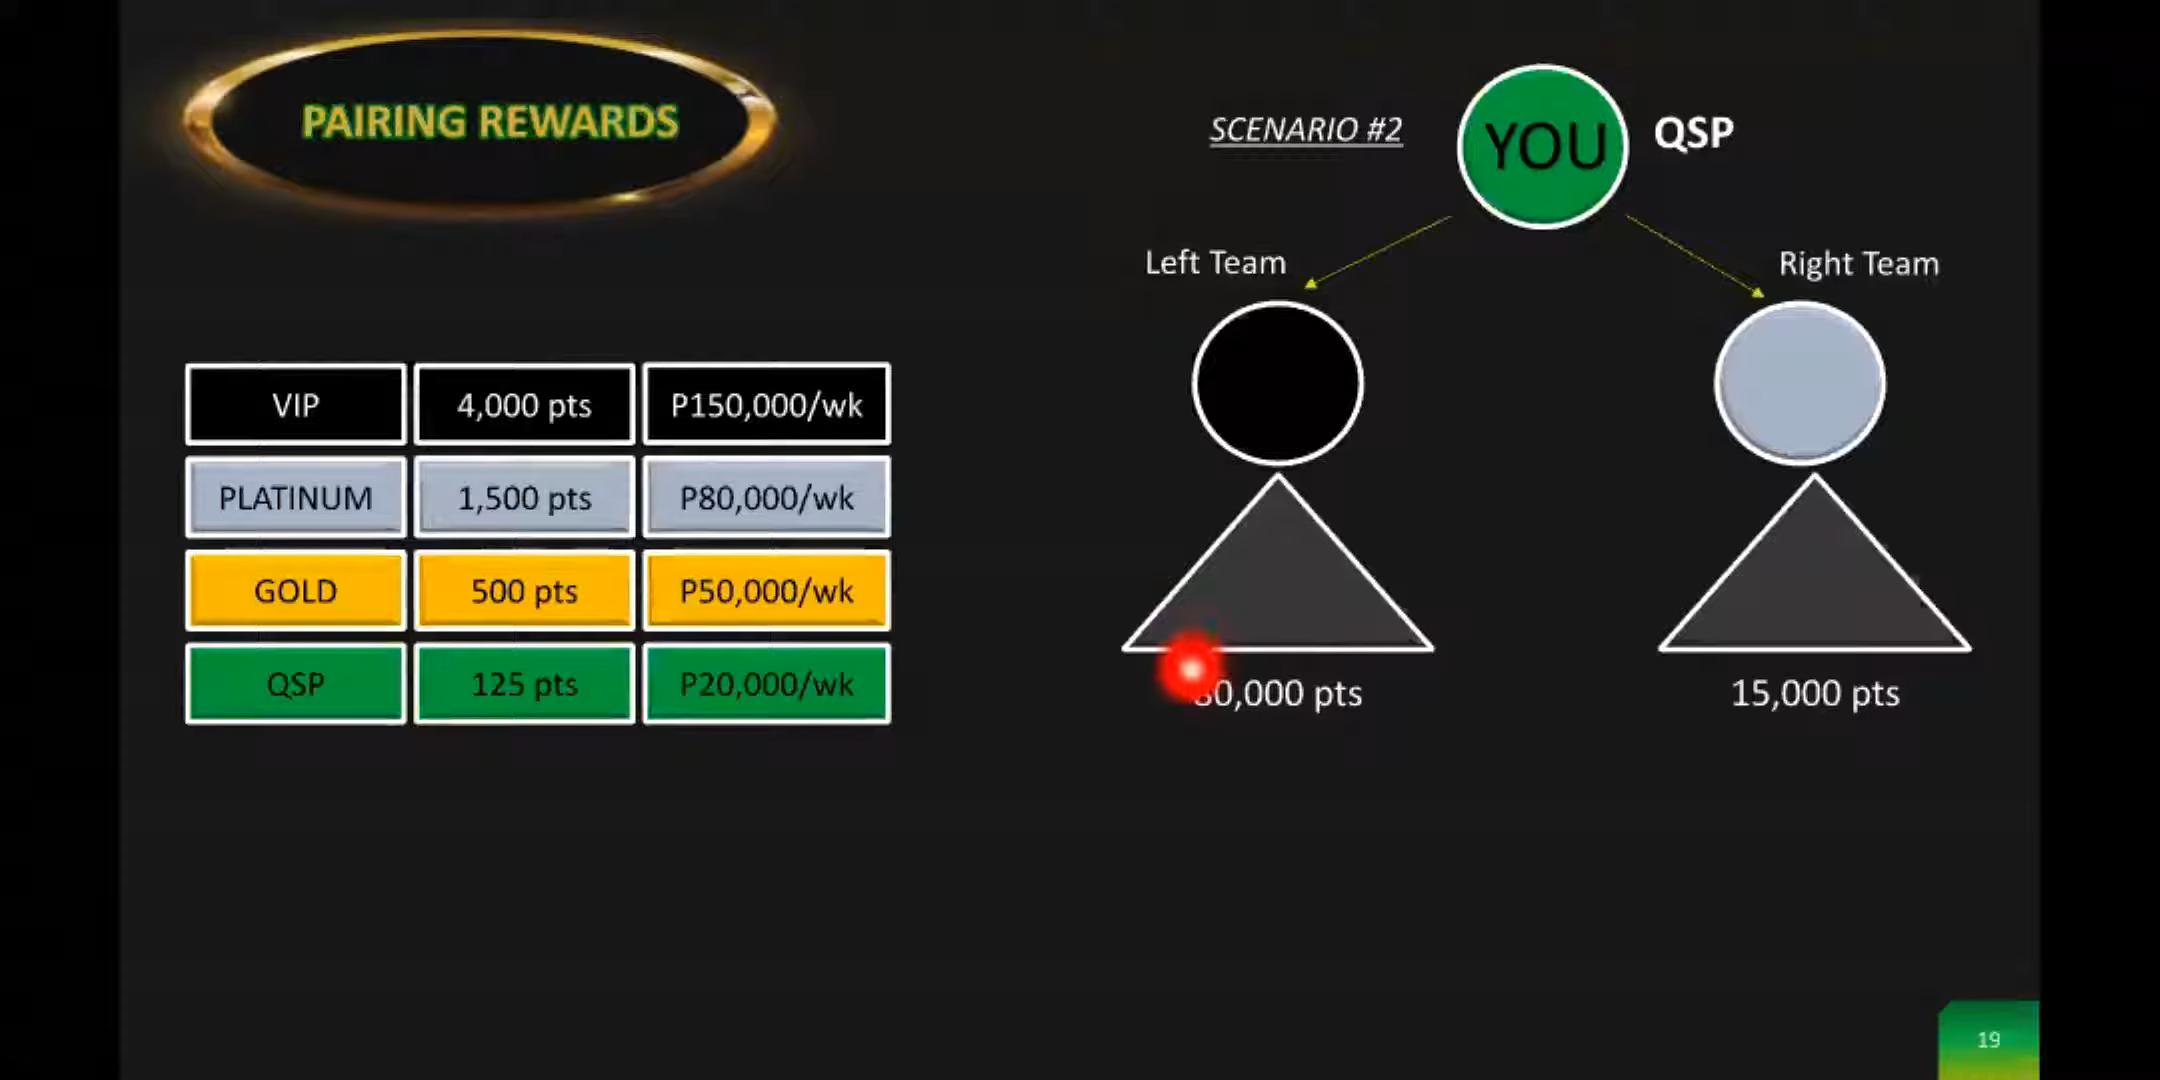 PAIRING REWARDS
SCENARIO #2
YOU
QSP
Left Team
Right Team
VIP 4,000 pts P150,000/wk
PLATINUM 1,500 pts P80,000/wk
GOLD 500 pts P50,000/wk
QSP 125 pts P20,000/wk
0,000 pts
15,000 pts
19